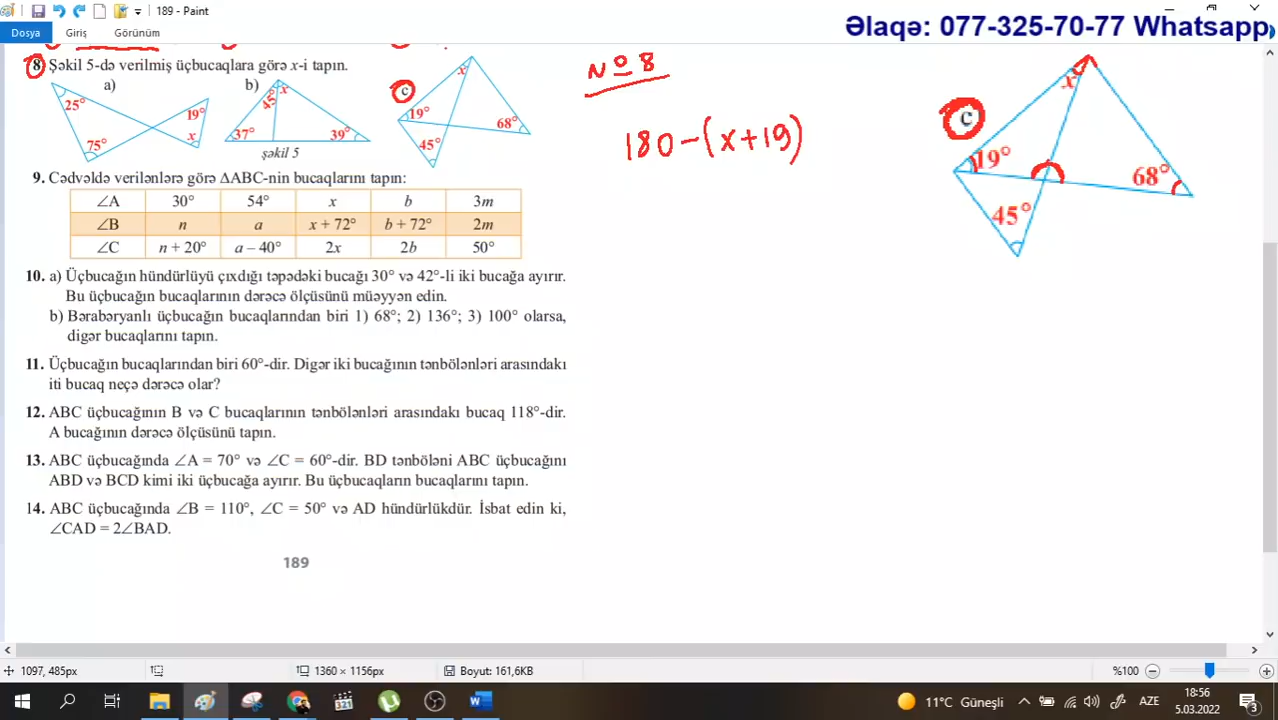 189 - Paint
Əlaqə: 077-325-70-77 Whatsapp
Dosya Giriş Görünüm
8. Şəkil 5-də verilmiş üçbucaqlara görə x-i tapın.
a) b) c
25° 75° 19° x
45° x 37° 39°
x 19° 45° 68°
şəkil 5
№ 8
180-(x+19)
c
x 19° 68° 45°
9. Cədvəldə verilənlərə görə ΔABC-nin bucaqlarını tapın:
∠A 30° 54° x b 3m
∠B n a x + 72° b + 72° 2m
∠C n + 20° a – 40° 2x 2b 50°
10. a) Üçbucağın hündürlüyü çıxdığı təpədəki bucağı 30° və 42°-li iki bucağa ayırır.
Bu üçbucağın bucaqlarının dərəcə ölçüsünü müəyyən edin.
b) Bərabəryanlı üçbucağın bucaqlarından biri 1) 68°; 2) 136°; 3) 100° olarsa,
digər bucaqlarını tapın.
11. Üçbucağın bucaqlarından biri 60°-dir. Digər iki bucağının tənbölənləri arasındakı
iti bucaq neçə dərəcə olar?
12. ABC üçbucağının B və C bucaqlarının tənbölənləri arasındakı bucaq 118°-dir.
A bucağının dərəcə ölçüsünü tapın.
13. ABC üçbucağında ∠A = 70° və ∠C = 60°-dir. BD tənböləni ABC üçbucağını
ABD və BCD kimi iki üçbucağa ayırır. Bu üçbucaqların bucaqlarını tapın.
14. ABC üçbucağında ∠B = 110°, ∠C = 50° və AD hündürlükdür. İsbat edin ki,
∠CAD = 2∠BAD.
189
1097, 485px 1360 × 1156px Boyut: 161,6KB %100
11°C Güneşli AZE 18:56
5.03.2022
3